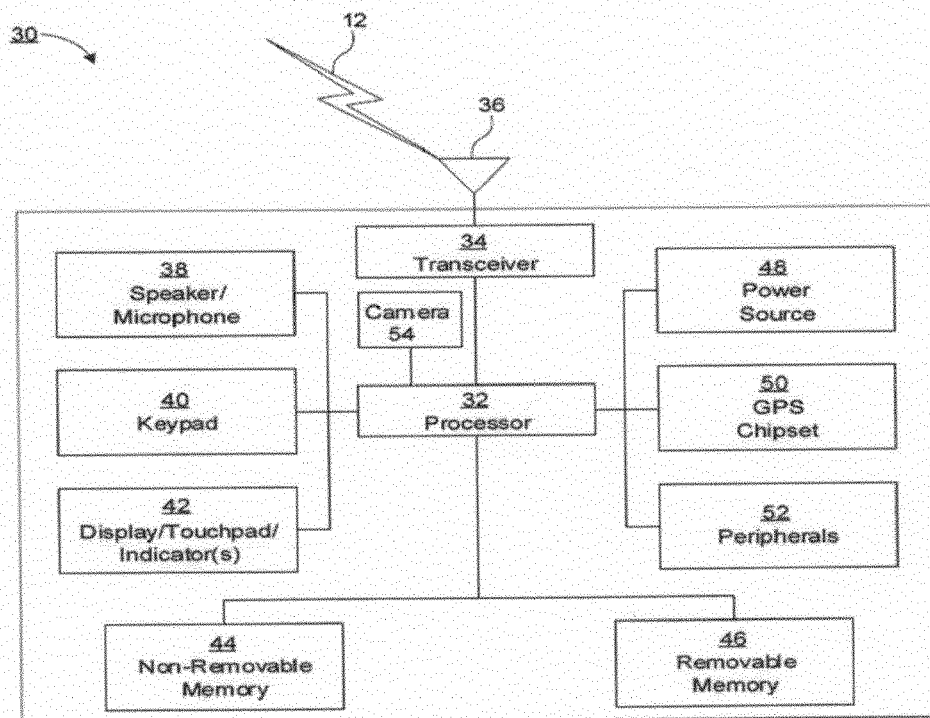 30
12
36
34
Transceiver
38
Speaker/
Microphone
Camera
54
48
Power
Source
40
Keypad
32
Processor
50
GPS
Chipset
42
Display/Touchpad/
Indicator(s)
52
Peripherals
44
Non-Removable
Memory
46
Removable
Memory